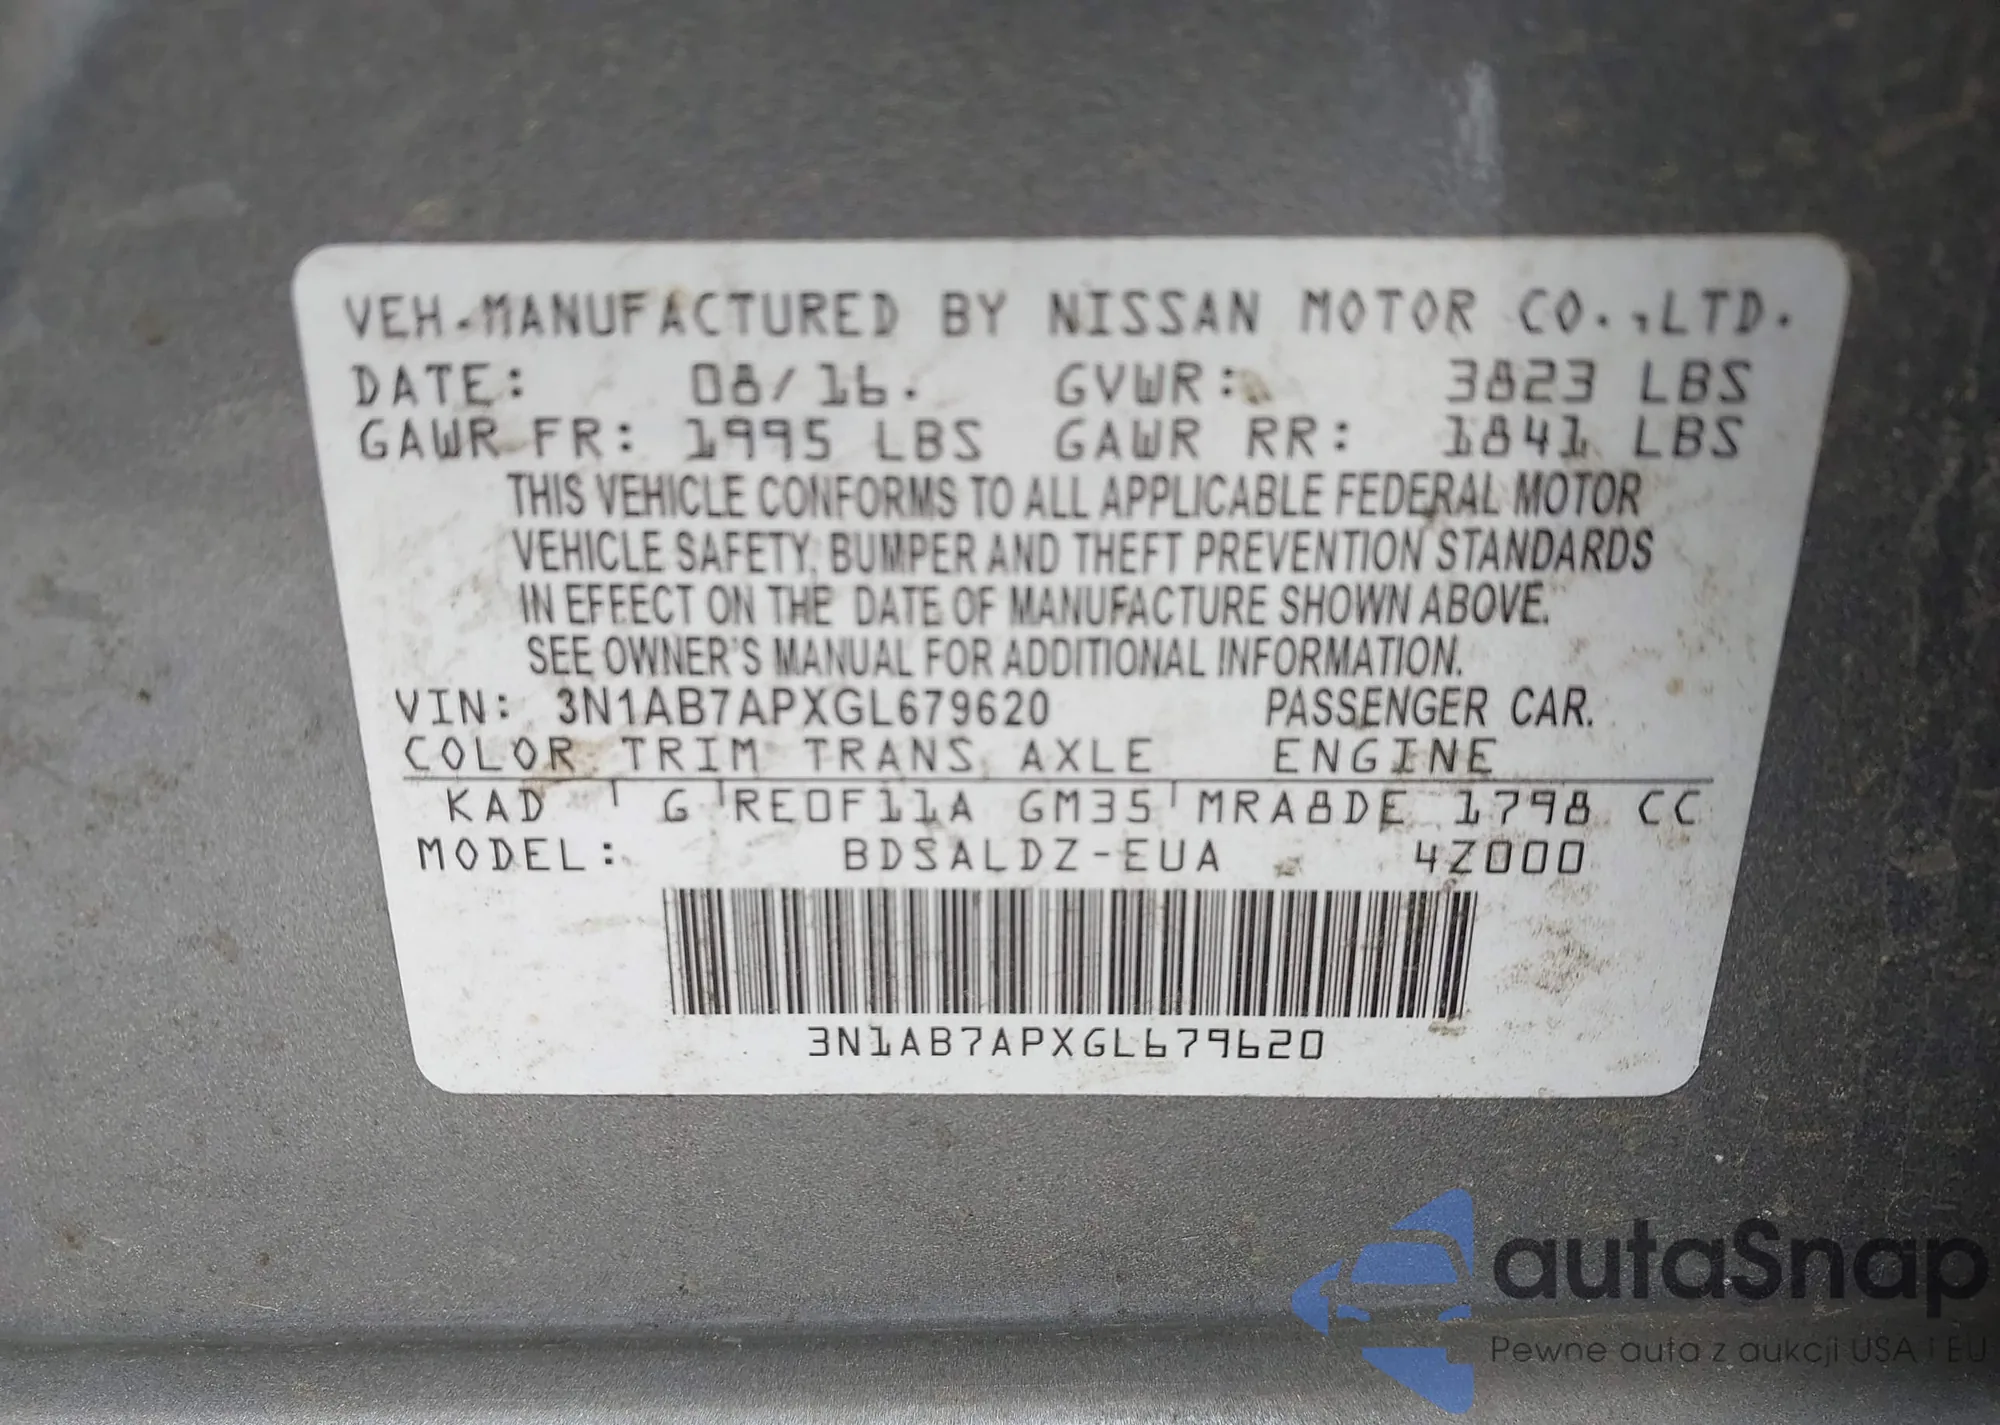 VEH.MANUFACTURED BY NISSAN MOTOR CO.,LTD.
DATE: 08/16. GVWR: 3823 LBS
GAWR FR: 1995 LBS GAWR RR: 1841 LBS
THIS VEHICLE CONFORMS TO ALL APPLICABLE FEDERAL MOTOR
VEHICLE SAFETY, BUMPER AND THEFT PREVENTION STANDARDS
IN EFFECT ON THE DATE OF MANUFACTURE SHOWN ABOVE.
SEE OWNER'S MANUAL FOR ADDITIONAL INFORMATION.
VIN: 3N1AB7APXGL679620 PASSENGER CAR.
COLOR TRIM TRANS AXLE ENGINE
KAD G RE0F11A GM35 MRA8DE 1798 CC
MODEL: BDSALDZ-EUA 4Z000
3N1AB7APXGL679620
autaSnap
Pewne auta z aukcji USA i EU